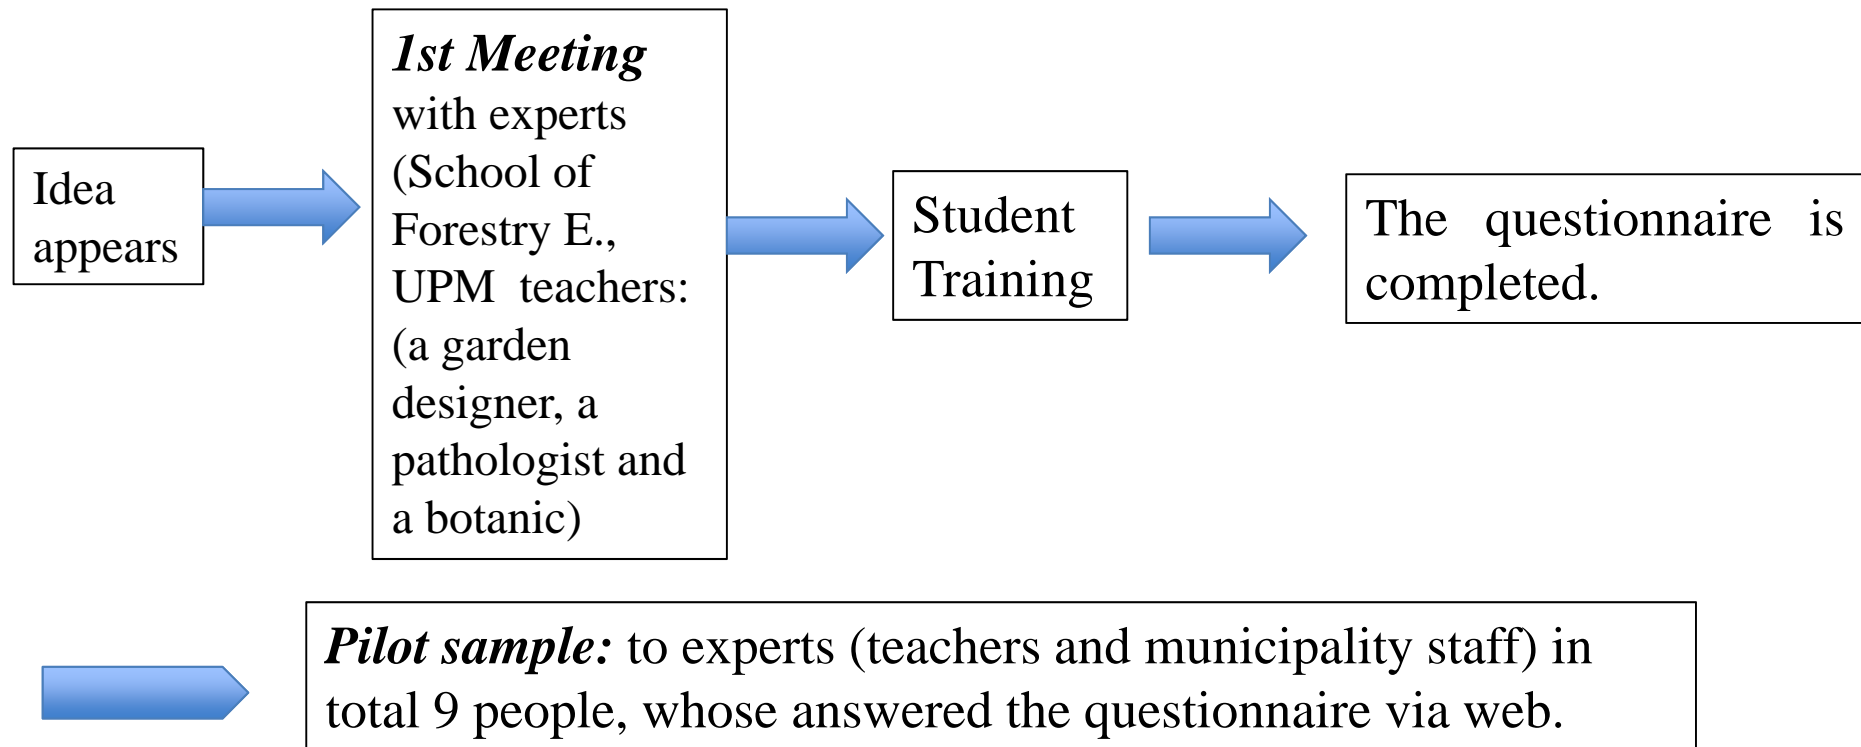 Idea
appears
1st Meeting
with experts
(School of
Forestry E.,
UPM teachers:
(a garden
designer, a
pathologist and
a botanic)
Student
Training
The questionnaire is
completed.
Pilot sample: to experts (teachers and municipality staff) in
total 9 people, whose answered the questionnaire via web.